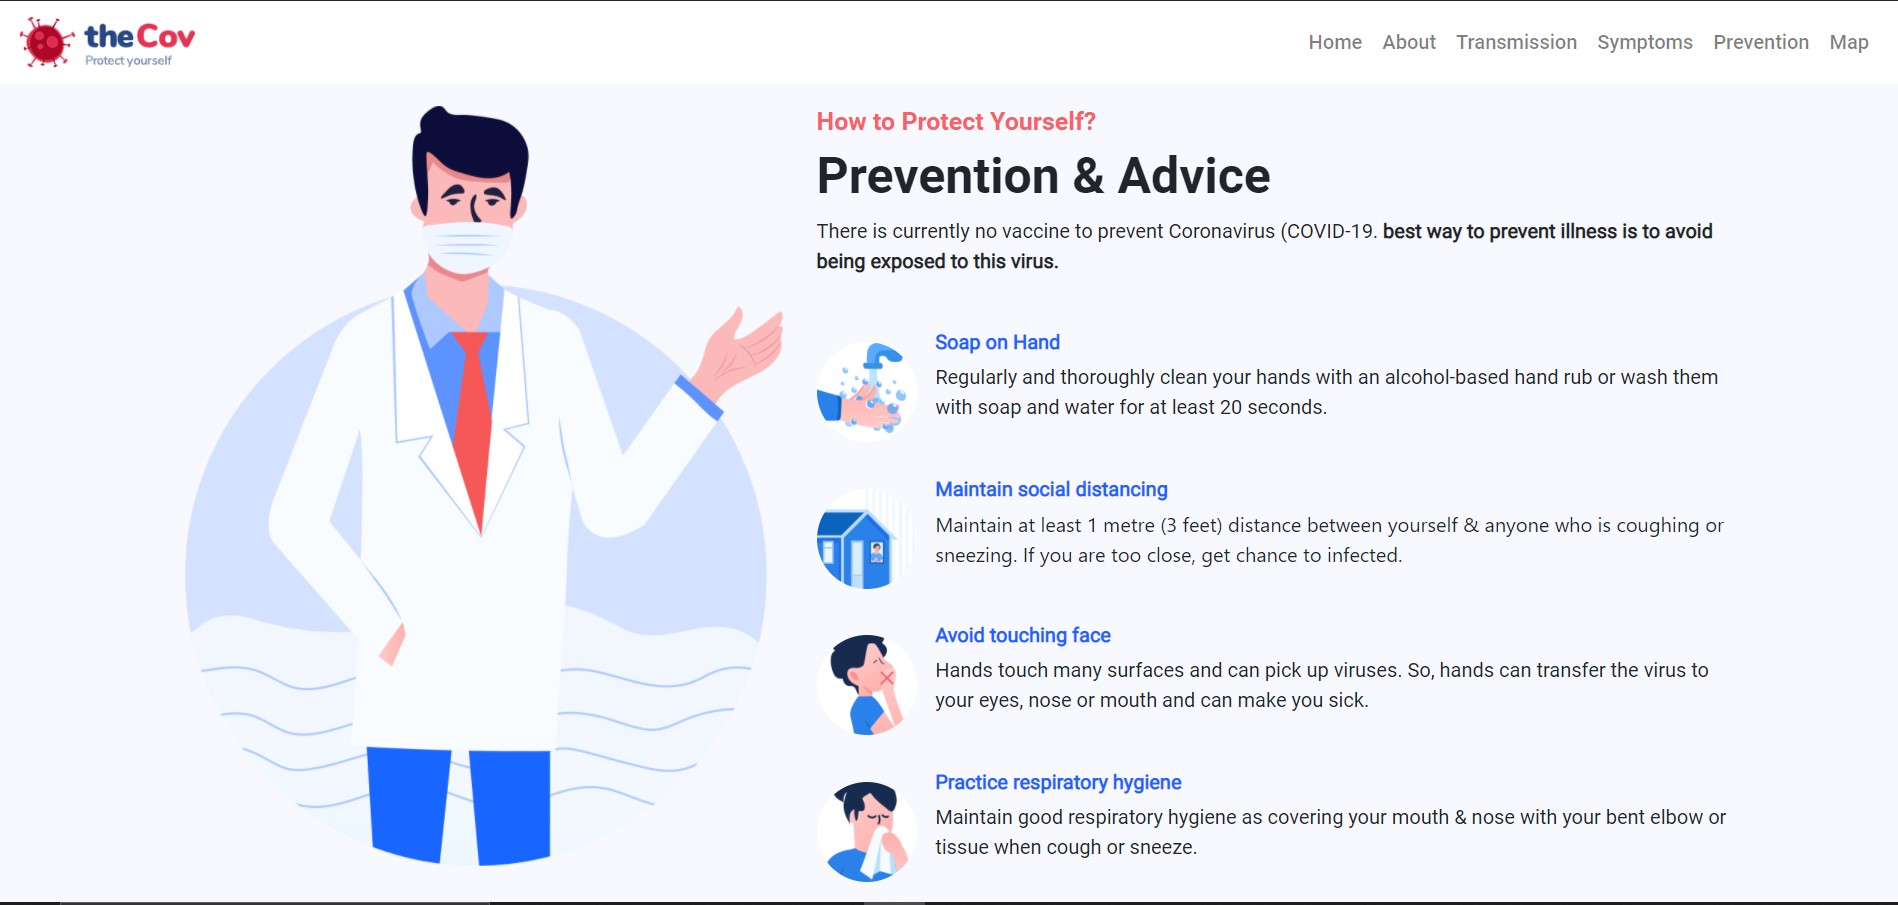 theCov
Protect yourself
Home About Transmission Symptoms Prevention Map
How to Protect Yourself?
Prevention & Advice
There is currently no vaccine to prevent Coronavirus (COVID-19. best way to prevent illness is to avoid
being exposed to this virus.
Soap on Hand
Regularly and thoroughly clean your hands with an alcohol-based hand rub or wash them
with soap and water for at least 20 seconds.
Maintain social distancing
Maintain at least 1 metre (3 feet) distance between yourself & anyone who is coughing or
sneezing. If you are too close, get chance to infected.
Avoid touching face
Hands touch many surfaces and can pick up viruses. So, hands can transfer the virus to
your eyes, nose or mouth and can make you sick.
Practice respiratory hygiene
Maintain good respiratory hygiene as covering your mouth & nose with your bent elbow or
tissue when cough or sneeze.